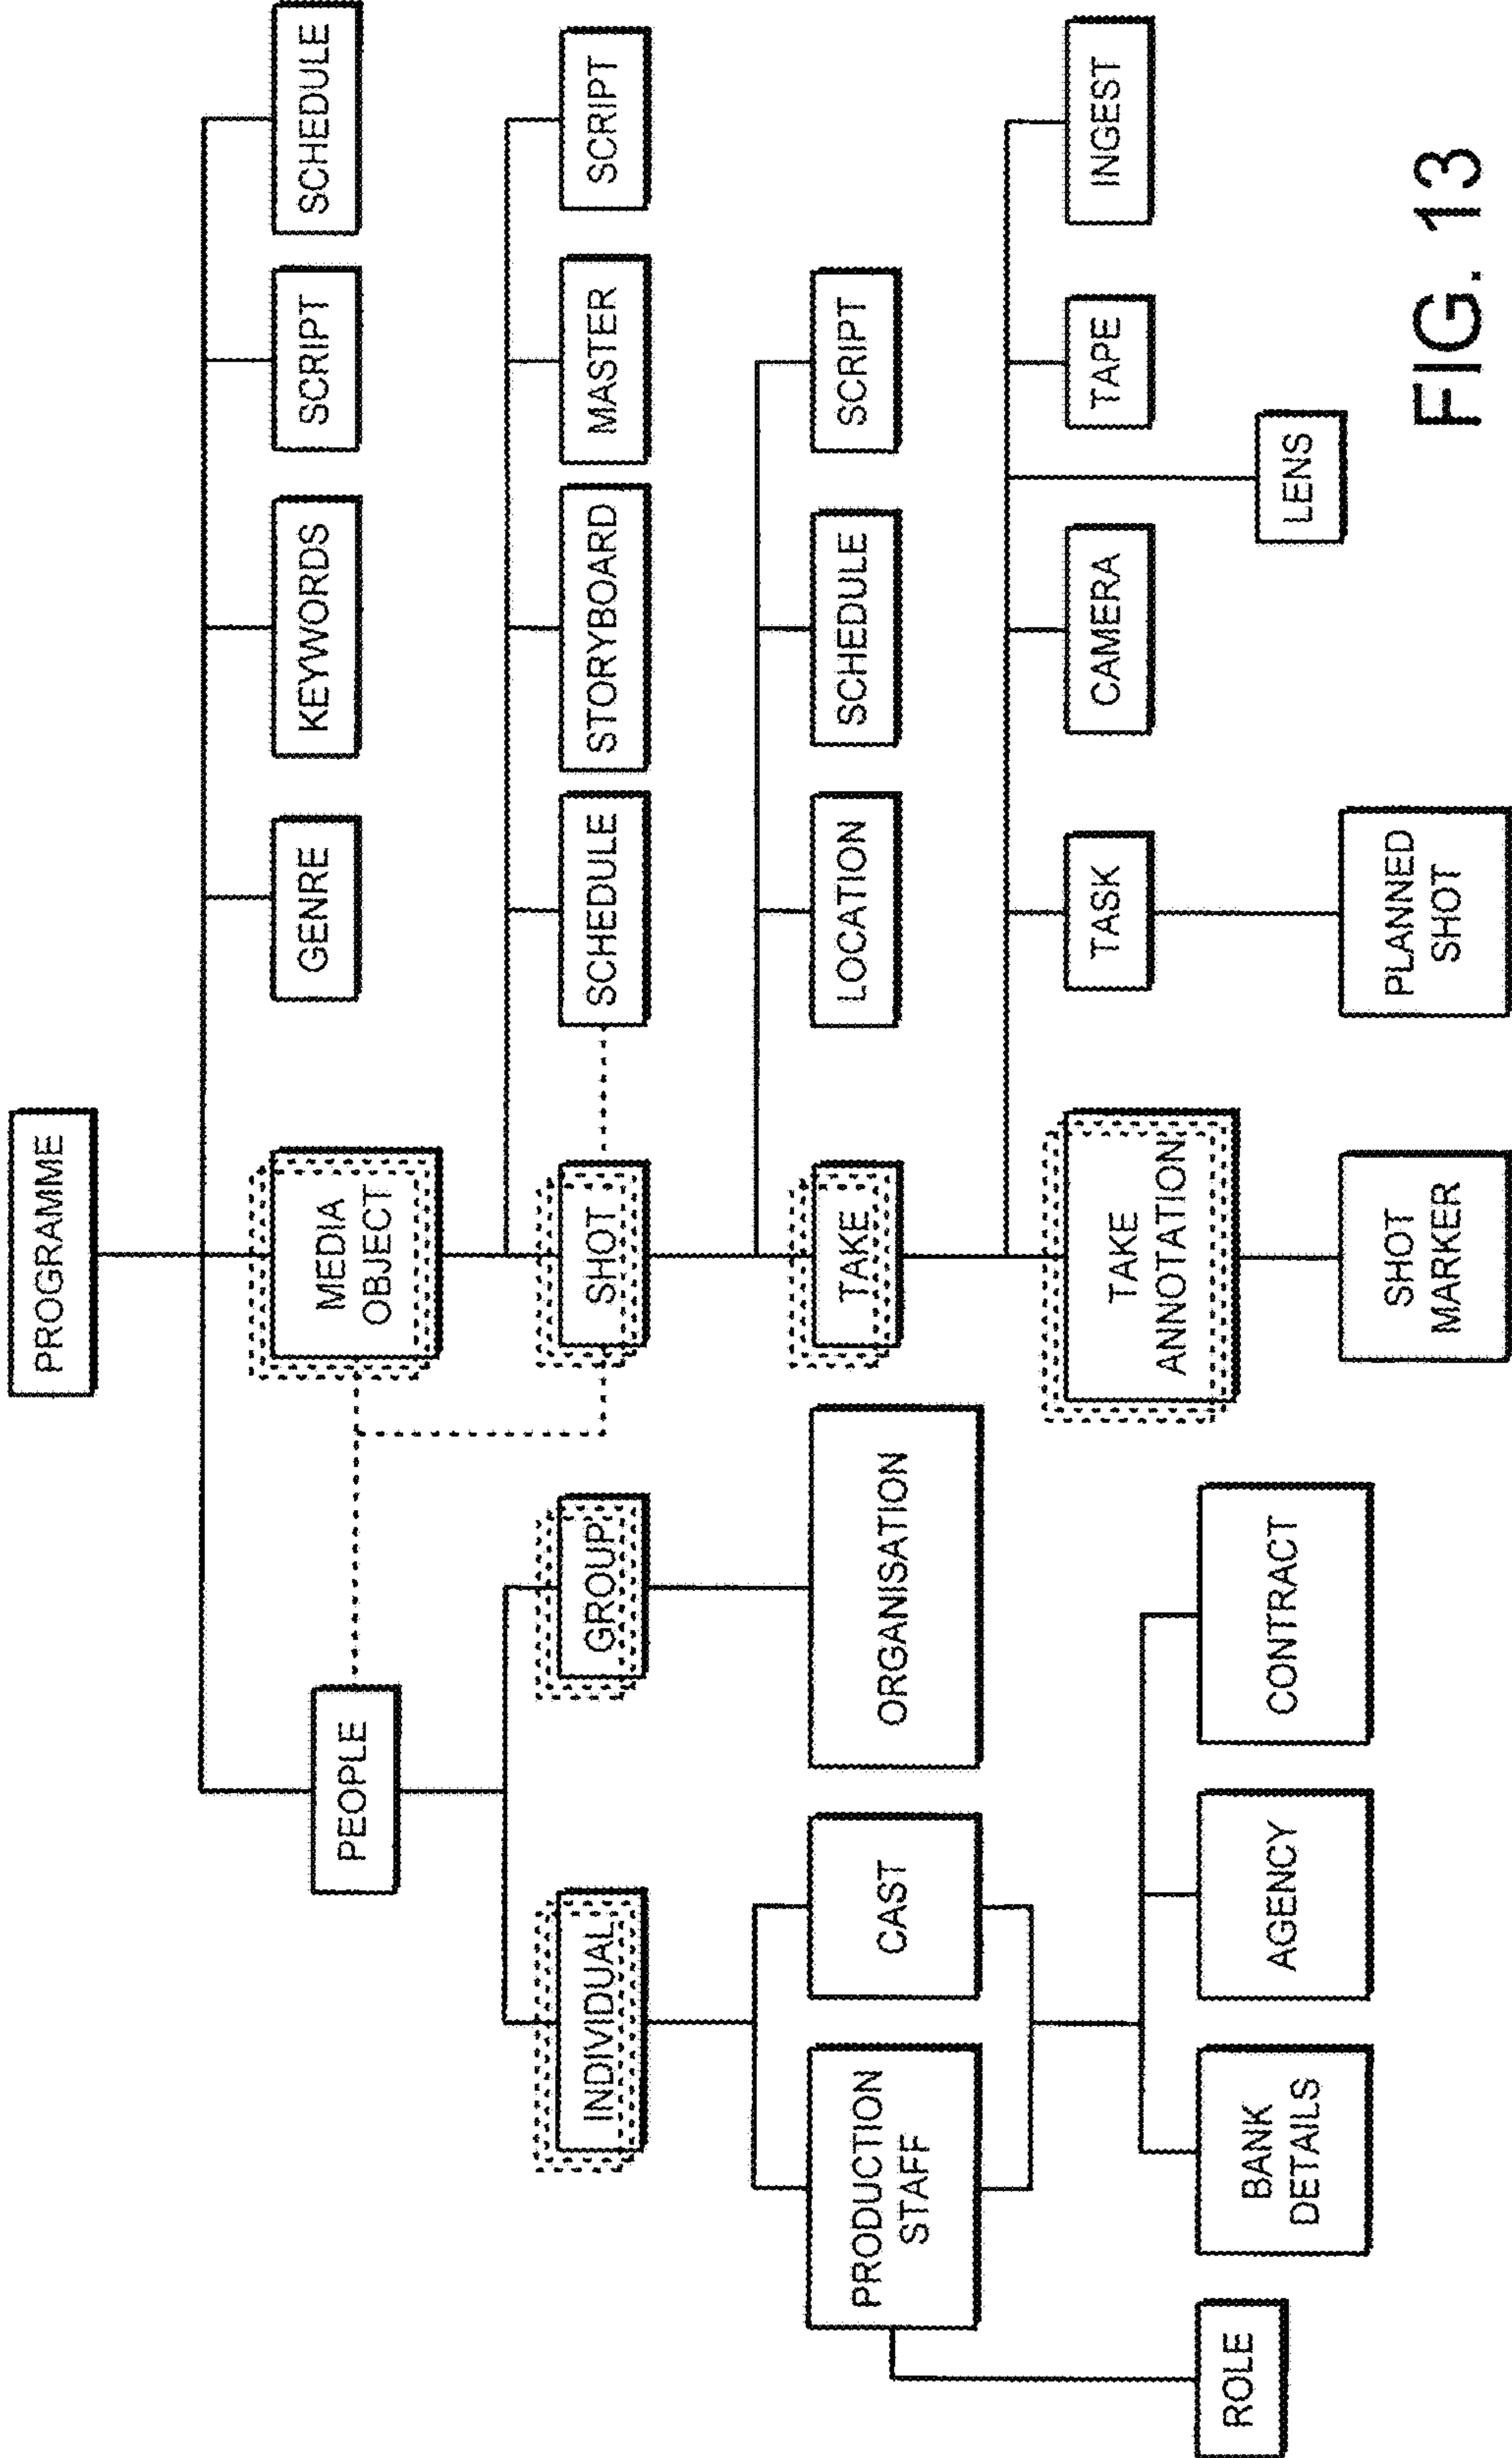 PROGRAMME
PEOPLE
MEDIA
OBJECT
GENRE
KEYWORDS
SCRIPT
SCHEDULE
INDIVIDUAL
GROUP
SHOT
SCHEDULE
STORYBOARD
MASTER
SCRIPT
PRODUCTION
STAFF
CAST
ORGANISATION
TAKE
LOCATION
SCHEDULE
SCRIPT
ROLE
BANK
DETAILS
AGENCY
CONTRACT
TAKE
ANNOTATION
TASK
CAMERA
TAPE
INGEST
LENS
SHOT
MARKER
PLANNED
SHOT
FIG. 13